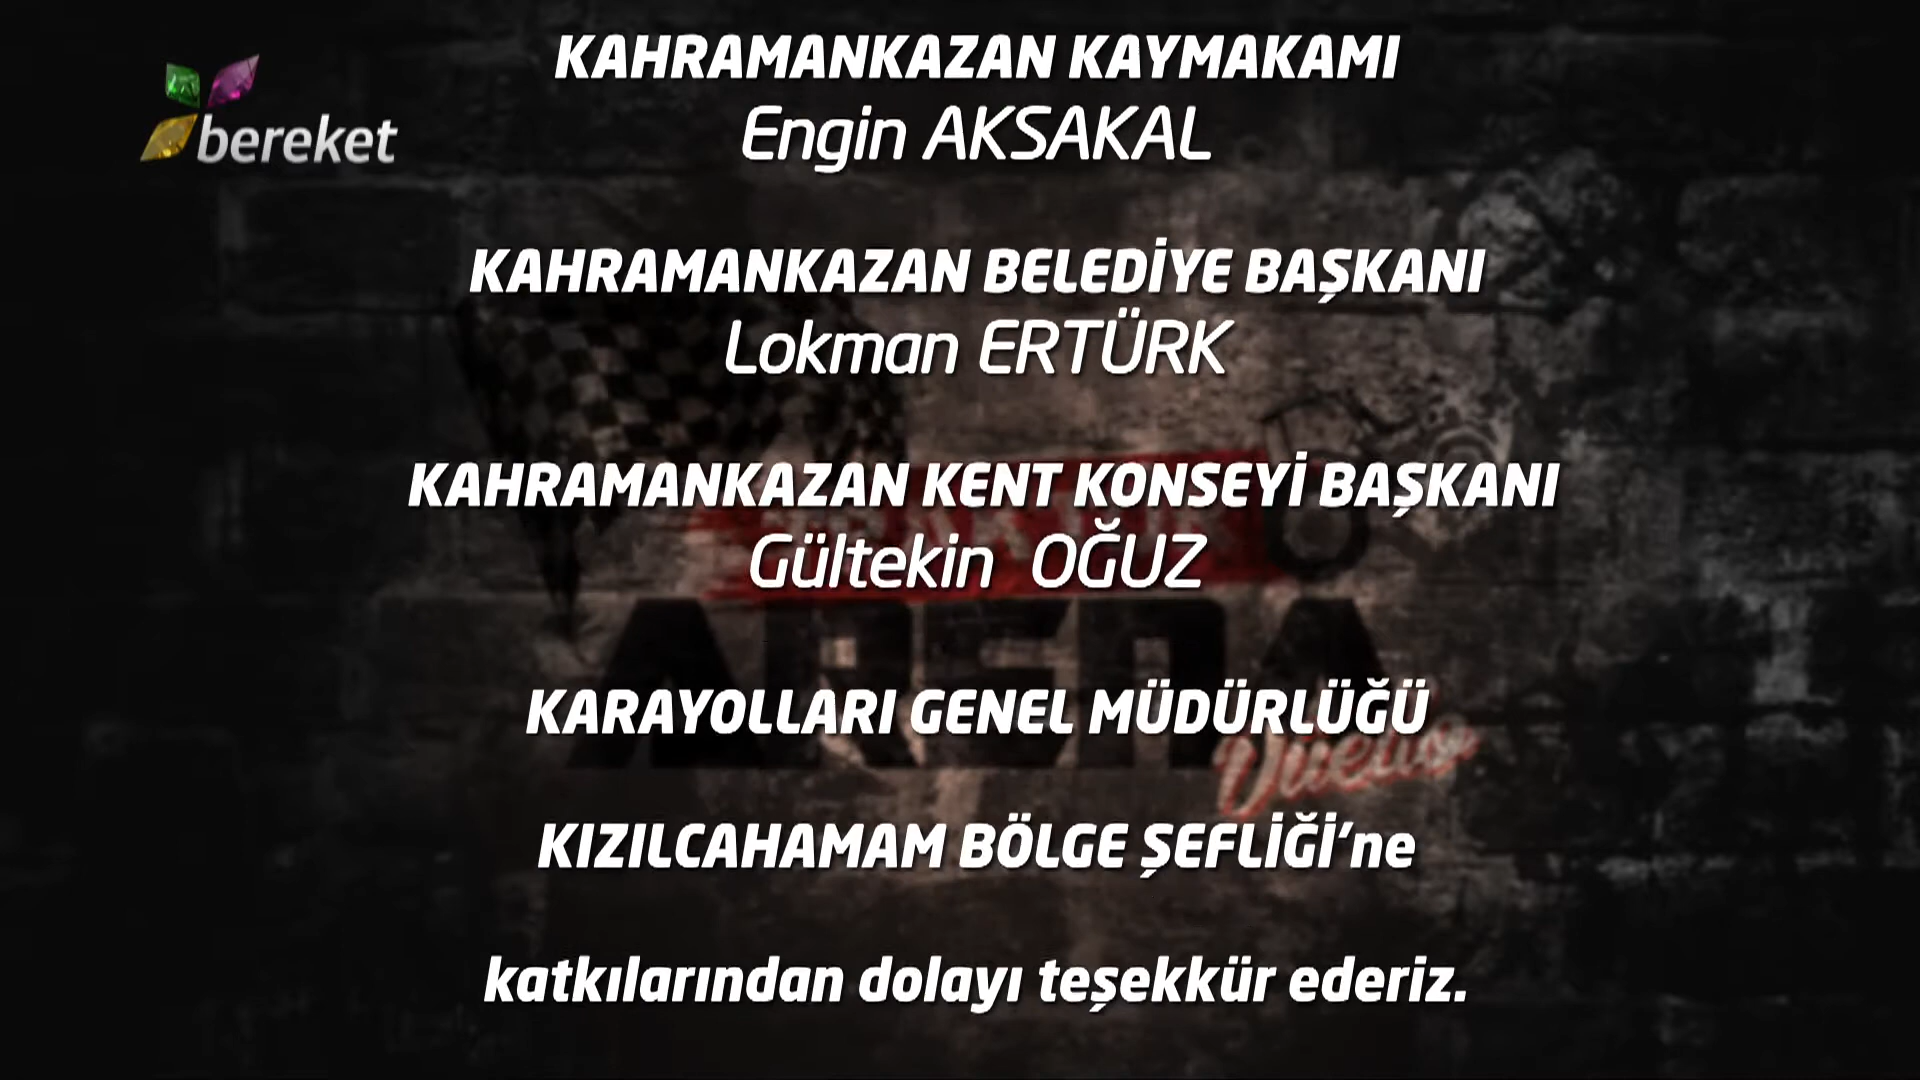 bereket
KAHRAMANKAZAN KAYMAKAMI
Engin AKSAKAL
KAHRAMANKAZAN BELEDİYE BAŞKANI
Lokman ERTÜRK
KAHRAMANKAZAN KENT KONSEYİ BAŞKANI
Gültekin OĞUZ
ARENA
KARAYOLLARI GENEL MÜDÜRLÜĞÜ
KIZILCAHAMAM BÖLGE ŞEFLİĞİ’ne
katkılarından dolayı teşekkür ederiz.